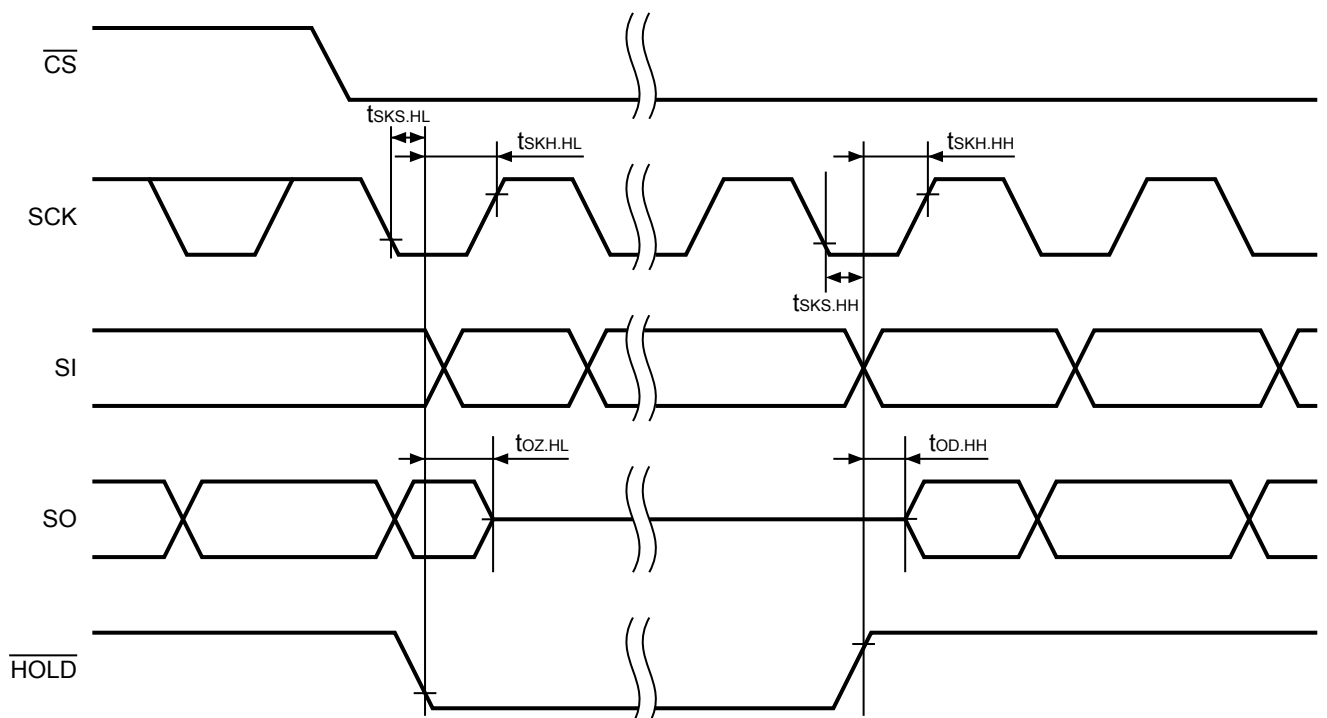 CS
tSKS.HL
tSKH.HL
tSKH.HH
SCK
tSKS.HH
SI
tOZ.HL
tOD.HH
SO
HOLD